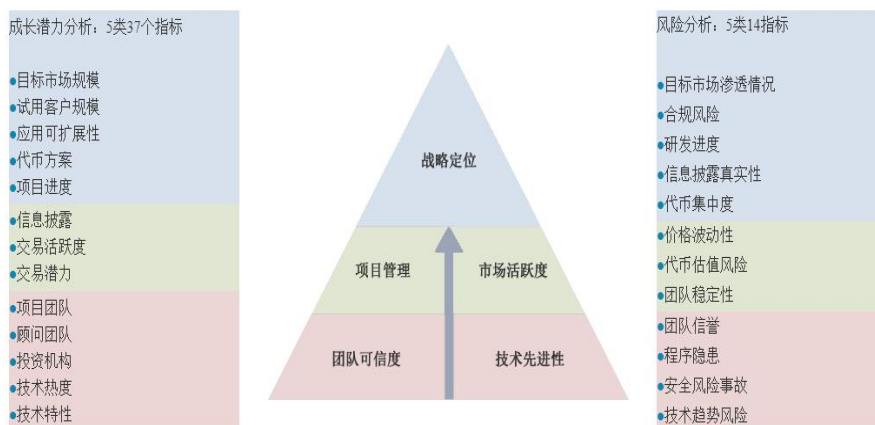 成长潜力分析：5类37个指标
●目标市场规模
●试用客户规模
●应用可扩展性
●代币方案
●项目进度
●信息披露
●交易活跃度
●交易潜力
●项目团队
●顾问团队
●投资机构
●技术热度
●技术特性
战略定位
项目管理 市场活跃度
团队可信度 技术先进性
风险分析：5类14指标
●目标市场渗透情况
●合规风险
●研发进度
●信息披露真实性
●代币集中度
●价格波动性
●代币估值风险
●团队稳定性
●团队信誉
●程序隐患
●安全风险事故
●技术趋势风险